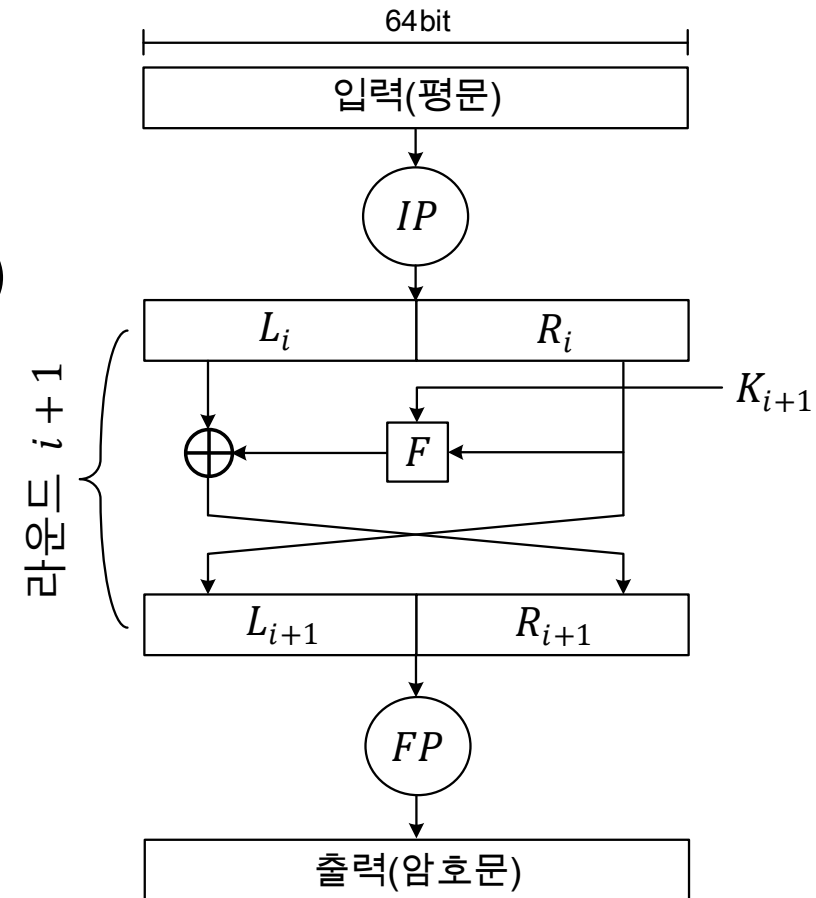 64bit
입력(평문)
IP
)
L_i
R_i
K_{i+1}
F
라운드 i + 1
L_{i+1}
R_{i+1}
FP
출력(암호문)